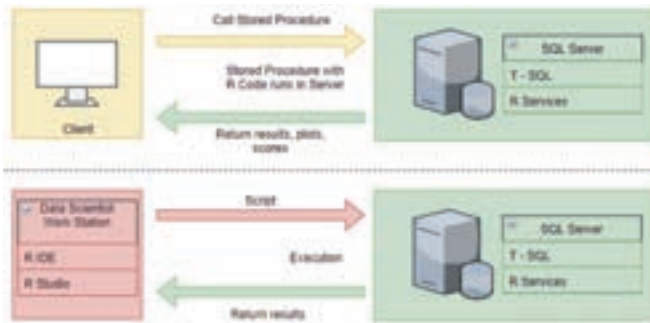 Call Stored Procedure
Stored Procedure with
R Code runs in Server
Return results, plots,
scores
Client
SQL Server
T - SQL
R Services
Data Scientist
Work Station
R IDE
R Studio
Script
Execution
Return results
SQL Server
T - SQL
R Services